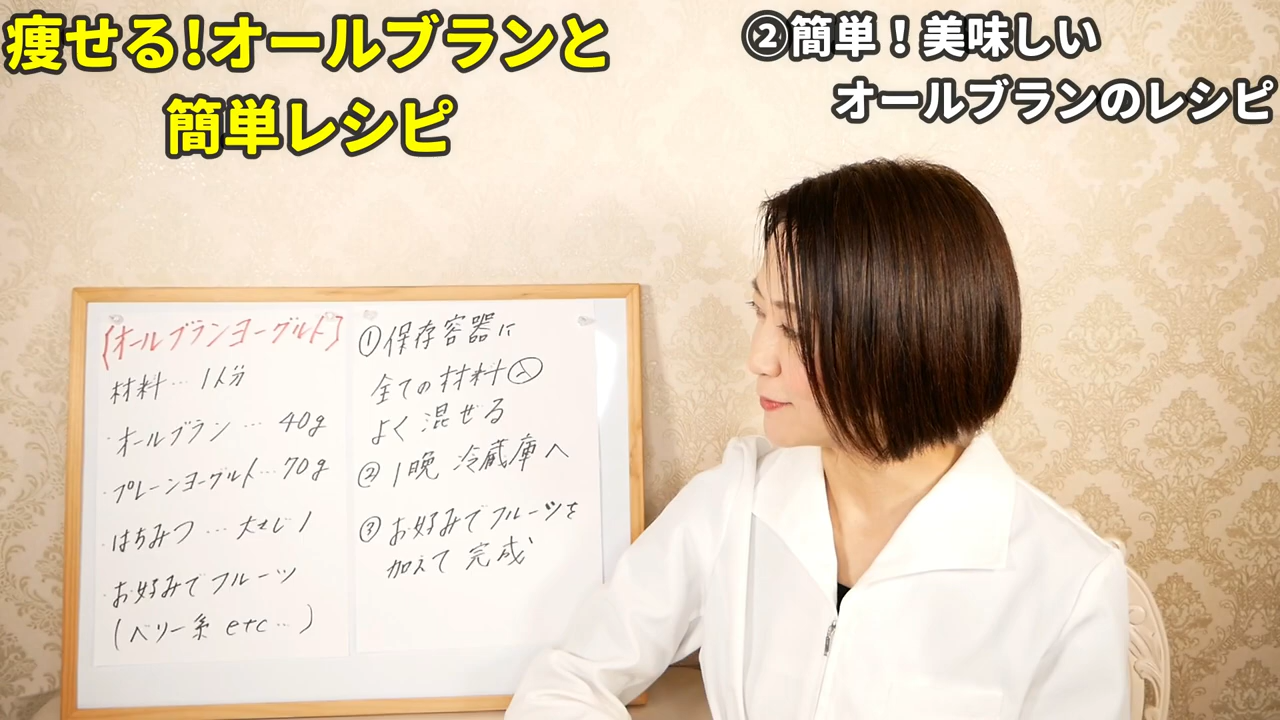 痩せる!オールブランと
簡単レシピ
②簡単！美味しい
オールブランのレシピ
[オールブランヨーグルト]
材料… 1人分
・オールブラン … 40g
・プレーンヨーグルト… 70g
・はちみつ … 大さじ1
・お好みでフルーツ
(ベリー系 etc…)
①保存容器に
全ての材料入
よく混ぜる
②1晩 冷蔵庫へ
③お好みでフルーツを
加えて完成